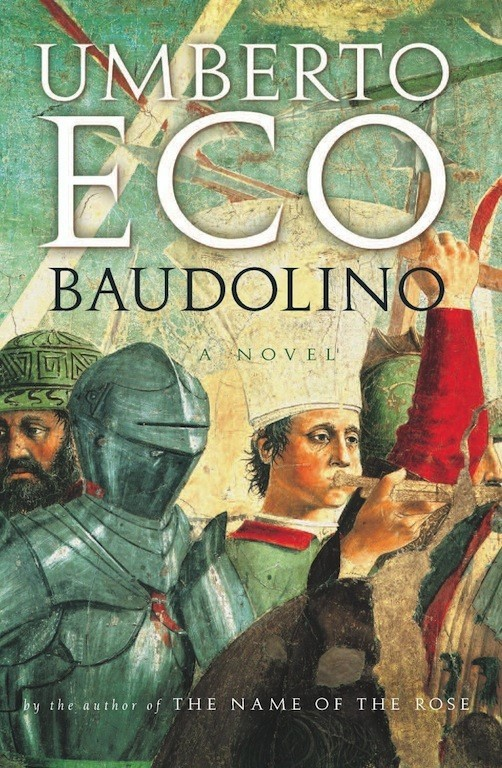 UMBERTO
ECO
BAUDOLINO
A NOVEL
by the author of THE NAME OF THE ROSE